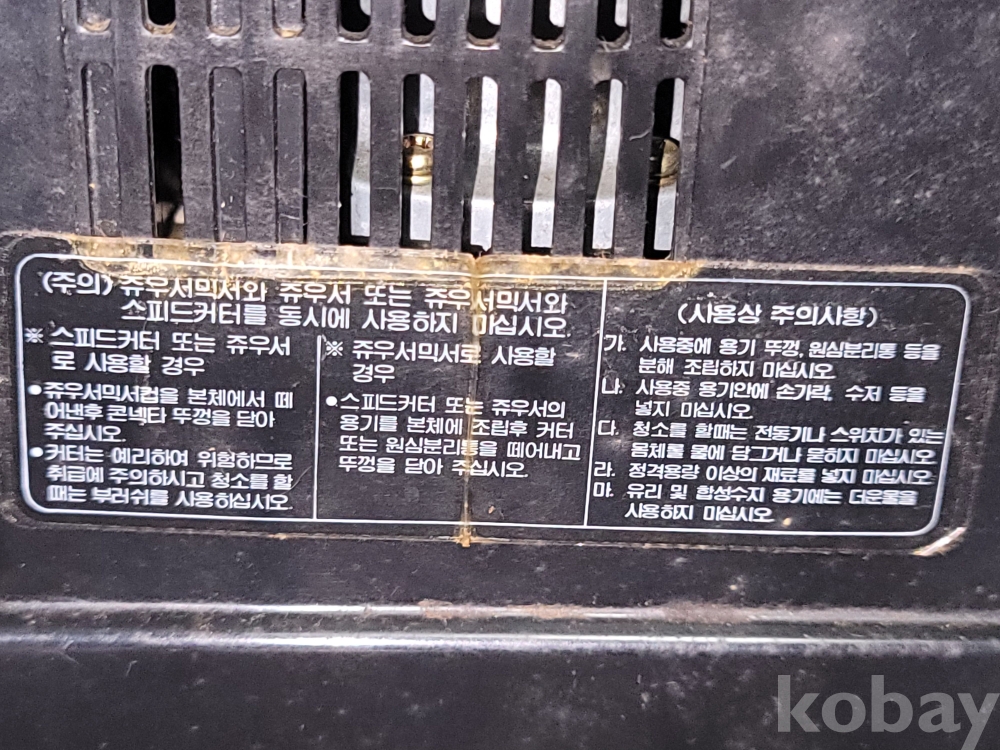 (주의) 쥬우서믹서와 쥬우서 또는 쥬우서믹서와
스피드커터를 동시에 사용하지 마십시오.
※ 스피드커터 또는 쥬우서
로 사용할 경우
●쥬우서믹서컵을 본체에서 떼
어낸후 콘넥타 뚜껑을 닫아
주십시오.
●커터는 예리하여 위험하므로
취급에 주의하시고 청소를 할
때는 부러쉬를 사용하십시오.
※ 쥬우서믹서로 사용할
경우
●스피드커터 또는 쥬우서의
용기를 본체에 조립후 커터
또는 원심분리통을 떼어내고
뚜껑을 닫아 주십시오.
(사용상 주의사항)
가. 사용중에 용기 뚜껑, 원심분리통 등을
분해 조립하지 마십시오.
나. 사용중 용기안에 손가락, 수저 등을
넣지 마십시오.
다. 청소를 할때는 전동기나 스위치가 있는
몸체를 물에 담그거나 묻히지 마십시오.
라. 정격용량 이상의 재료를 넣지 마십시오
마. 유리 및 합성수지 용기에는 더운물을
사용하지 마십시오
kobay